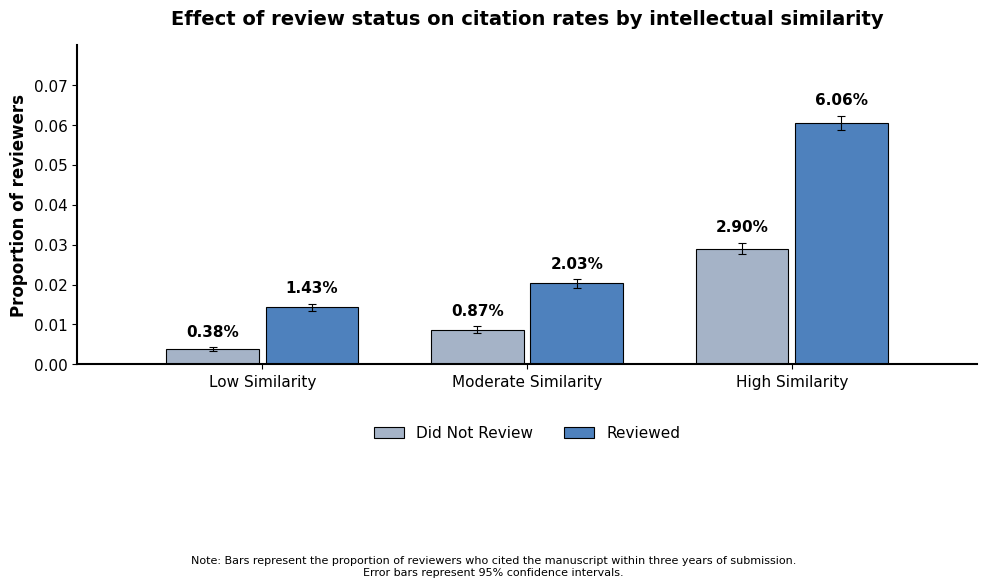 Effect of review status on citation rates by intellectual similarity
Proportion of reviewers
0.07
0.06
0.05
0.04
0.03
0.02
0.01
0.00
0.38%
1.43%
0.87%
2.03%
2.90%
6.06%
Low Similarity
Moderate Similarity
High Similarity
Did Not Review
Reviewed
Note: Bars represent the proportion of reviewers who cited the manuscript within three years of submission.
Error bars represent 95% confidence intervals.